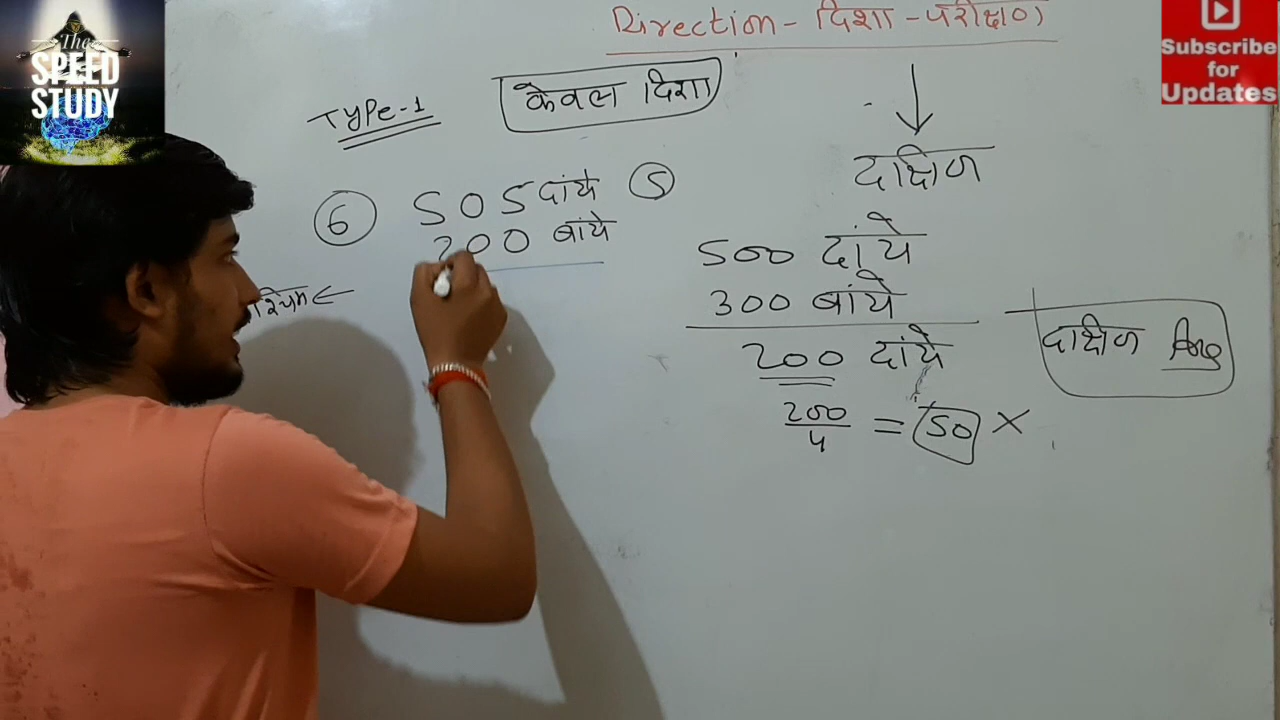 The
SPEED
STUDY
Subscribe
for
Updates
Direction - दिशा - परीक्षण
Type-1
केवल दिशा
दक्षिण
6 505 दांये 5
200 बांये
500 दांये
300 बांये
200 दांये
दक्षिण Ans
200/4 = 50 ×